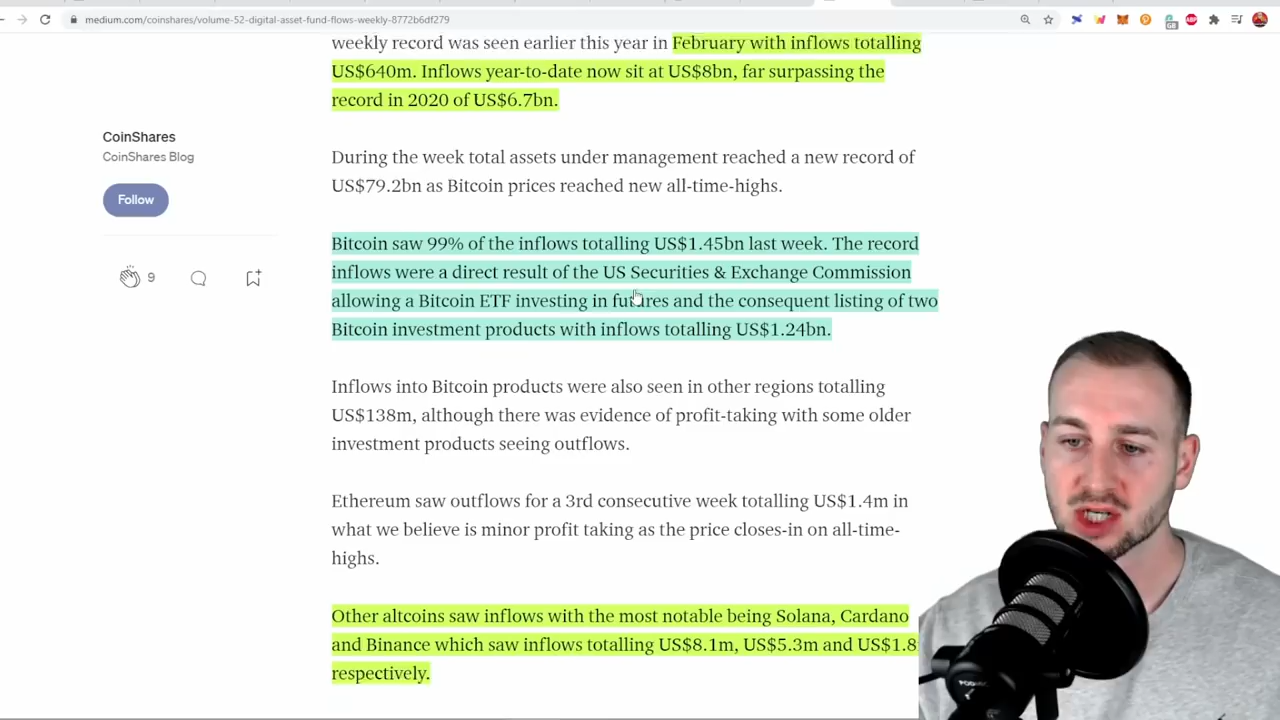 medium.com/coinshares/volume-52-digital-asset-fund-flows-weekly-8772b6df279
weekly record was seen earlier this year in February with inflows totalling
US$640m. Inflows year-to-date now sit at US$8bn, far surpassing the
record in 2020 of US$6.7bn.
CoinShares
CoinShares Blog
Follow
9
During the week total assets under management reached a new record of
US$79.2bn as Bitcoin prices reached new all-time-highs.
Bitcoin saw 99% of the inflows totalling US$1.45bn last week. The record
inflows were a direct result of the US Securities & Exchange Commission
allowing a Bitcoin ETF investing in futures and the consequent listing of two
Bitcoin investment products with inflows totalling US$1.24bn.
Inflows into Bitcoin products were also seen in other regions totalling
US$138m, although there was evidence of profit-taking with some older
investment products seeing outflows.
Ethereum saw outflows for a 3rd consecutive week totalling US$1.4m in
what we believe is minor profit taking as the price closes-in on all-time-
highs.
Other altcoins saw inflows with the most notable being Solana, Cardano
and Binance which saw inflows totalling US$8.1m, US$5.3m and US$1.8
respectively.